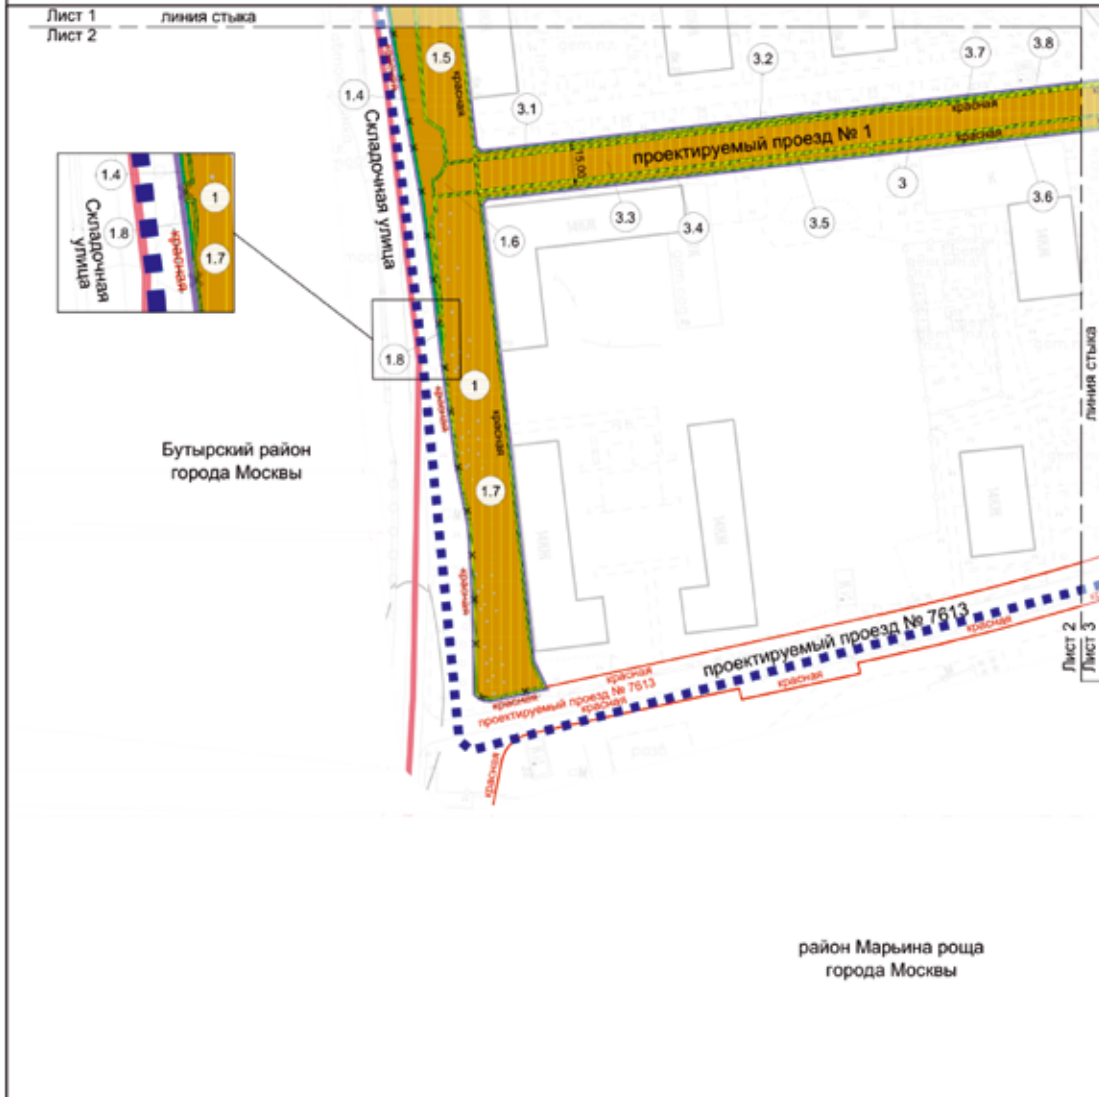 Лист 1
линия стыка
Лист 2
1.5
3.2
3.7
3.8
1.4
красная
3.1
красная
Складочная улица
проектируемый проезд № 1
красная
15.00
1.4
1
Складочная
улица
1.8
красная
1.7
1.6
3.3
3.4
3.5
3
3.6
1.8
1
линия стыка
красная
красная
Бутырский район
города Москвы
1.7
красная
проектируемый проезд № 7613
красная
Лист 2
Лист 3
красная
красная
красная
проектируемый проезд № 7613
красная
красная
район Марьина роща
города Москвы